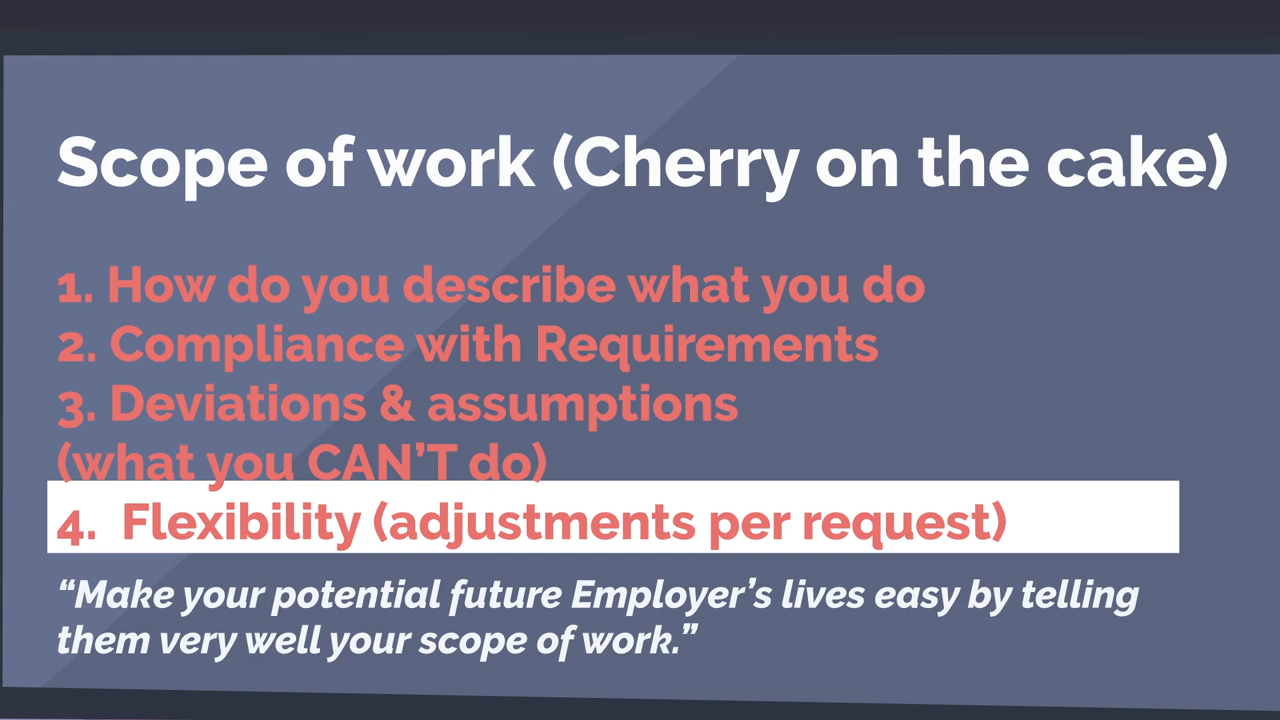 Scope of work (Cherry on the cake)
1. How do you describe what you do
2. Compliance with Requirements
3. Deviations & assumptions
(what you CAN’T do)
4. Flexibility (adjustments per request)
“Make your potential future Employer’s lives easy by telling
them very well your scope of work.”